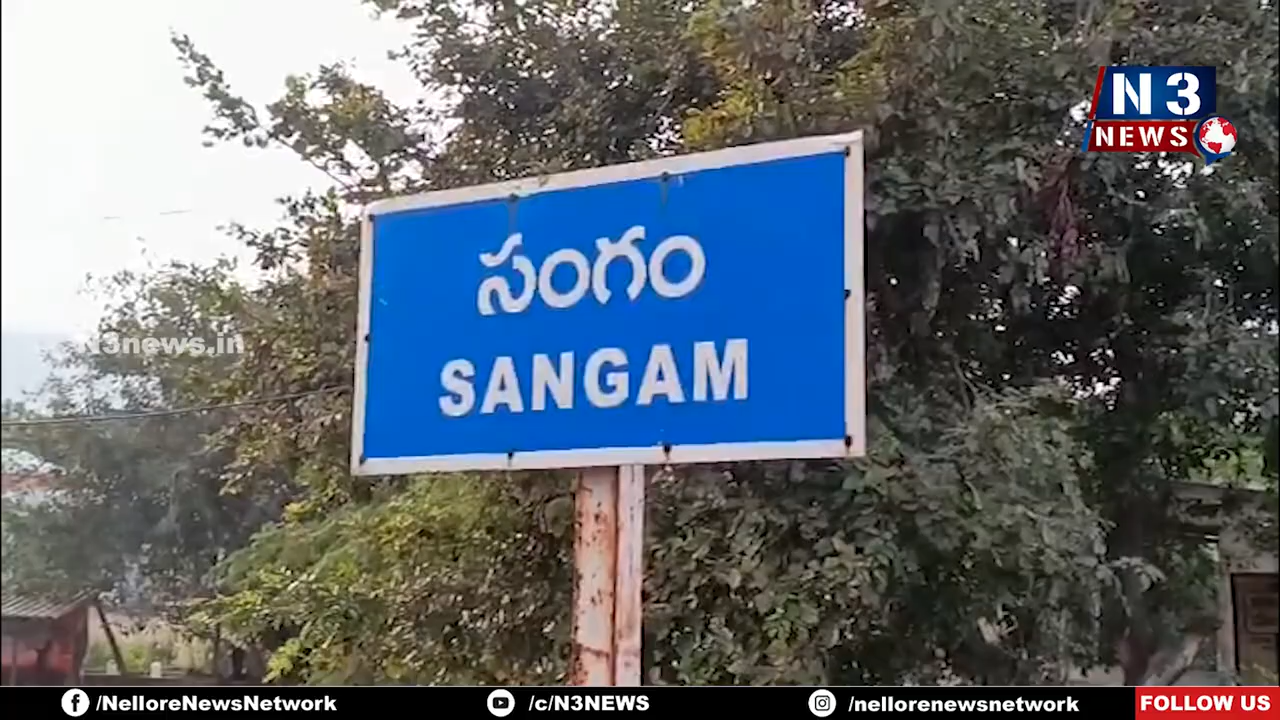 N3
NEWS
సంగం
SANGAM
N3news.in
/NelloreNewsNetwork /c/N3NEWS /nellorenewsnetwork FOLLOW US